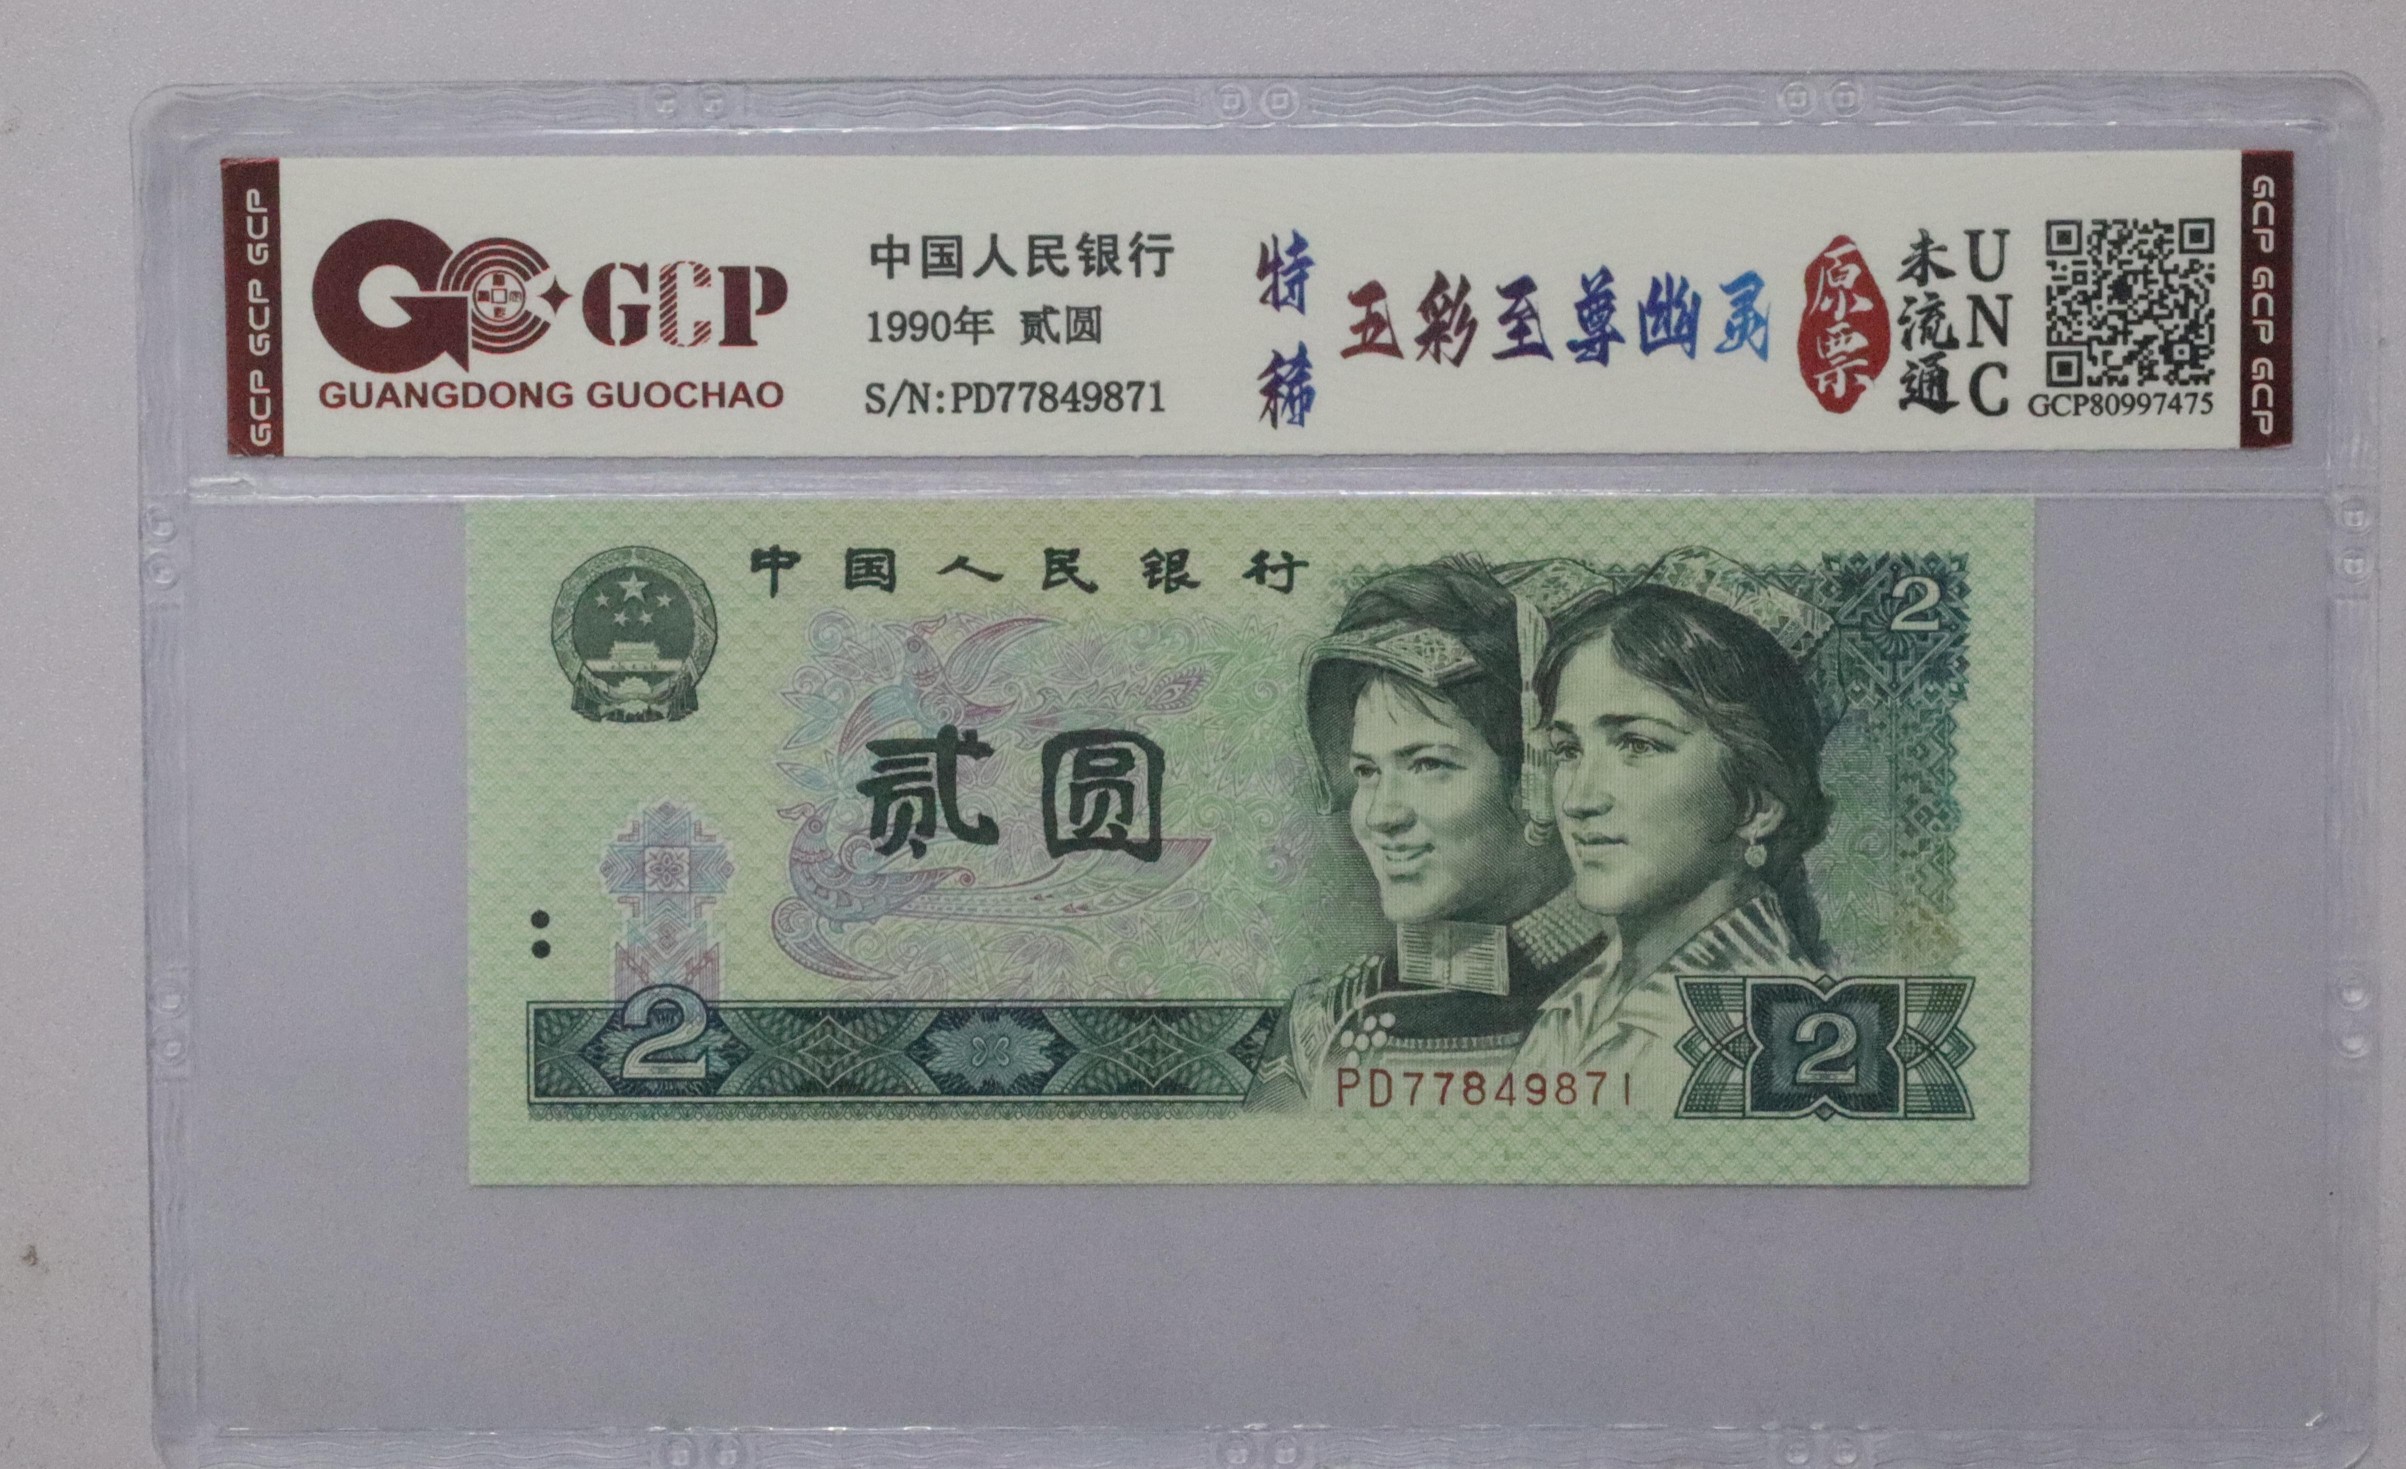 GCP GCP GCP
GCP
GUANGDONG GUOCHAO
中国人民银行
1990年 贰圆
S/N:PD77849871
特稀
五彩至尊幽灵
原票
未流通
UNC
GCP80997475
GCP GCP GCP
中国人民银行
2
贰圆
2
PD77849871
2